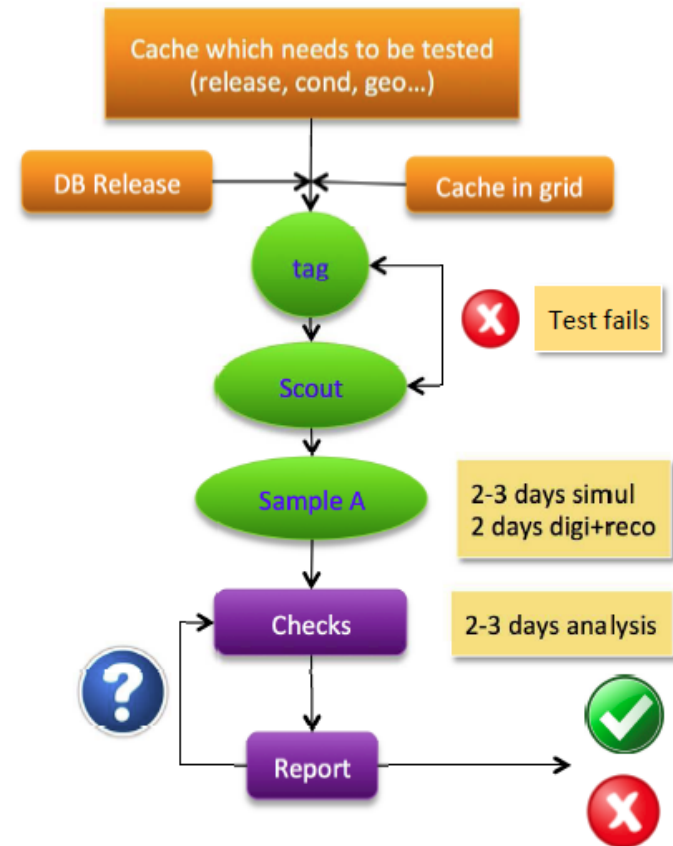 Cache which needs to be tested
(release, cond, geo...)
DB Release
Cache in grid
tag
Test fails
Scout
Sample A
2-3 days simul
2 days digi+reco
Checks
2-3 days analysis
?
Report